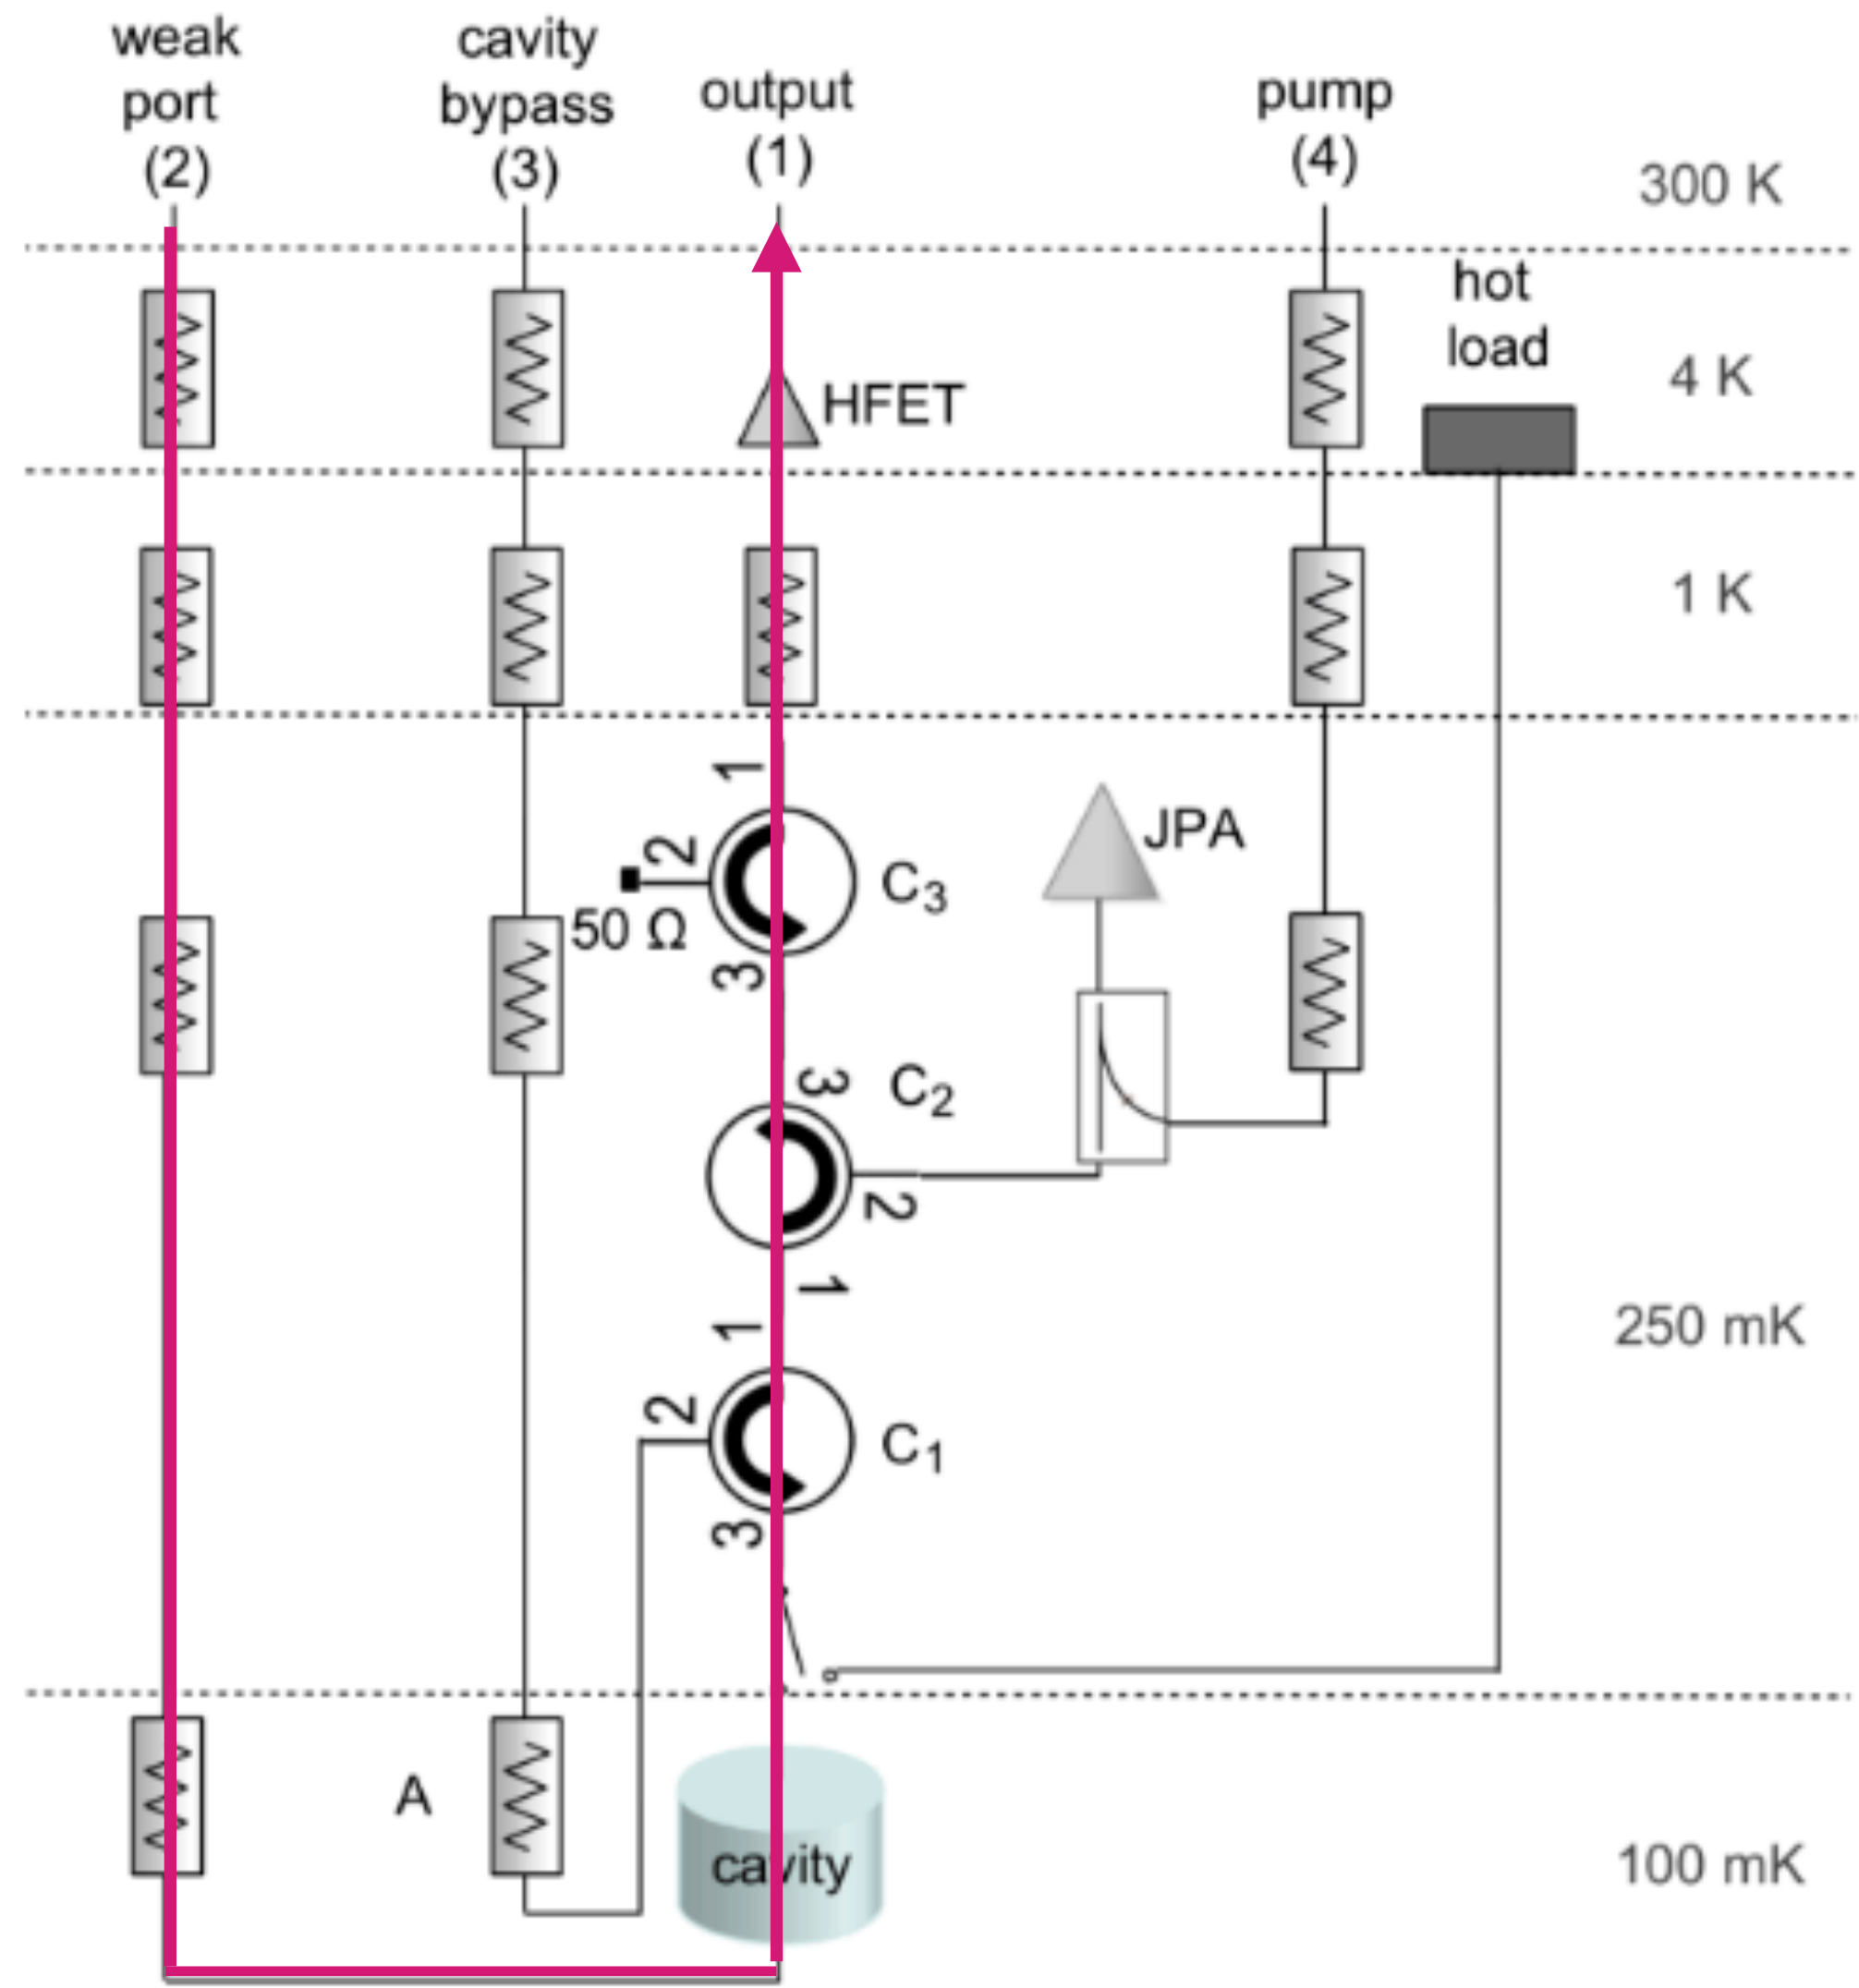 weak
port
(2)
cavity
bypass
(3)
output
(1)
pump
(4)
300 K
hot
load
4 K
HFET
1 K
1
2
50 Ω
3
C3
JPA
3
C2
2
1
1
2
C1
3
250 mK
A
cavity
100 mK